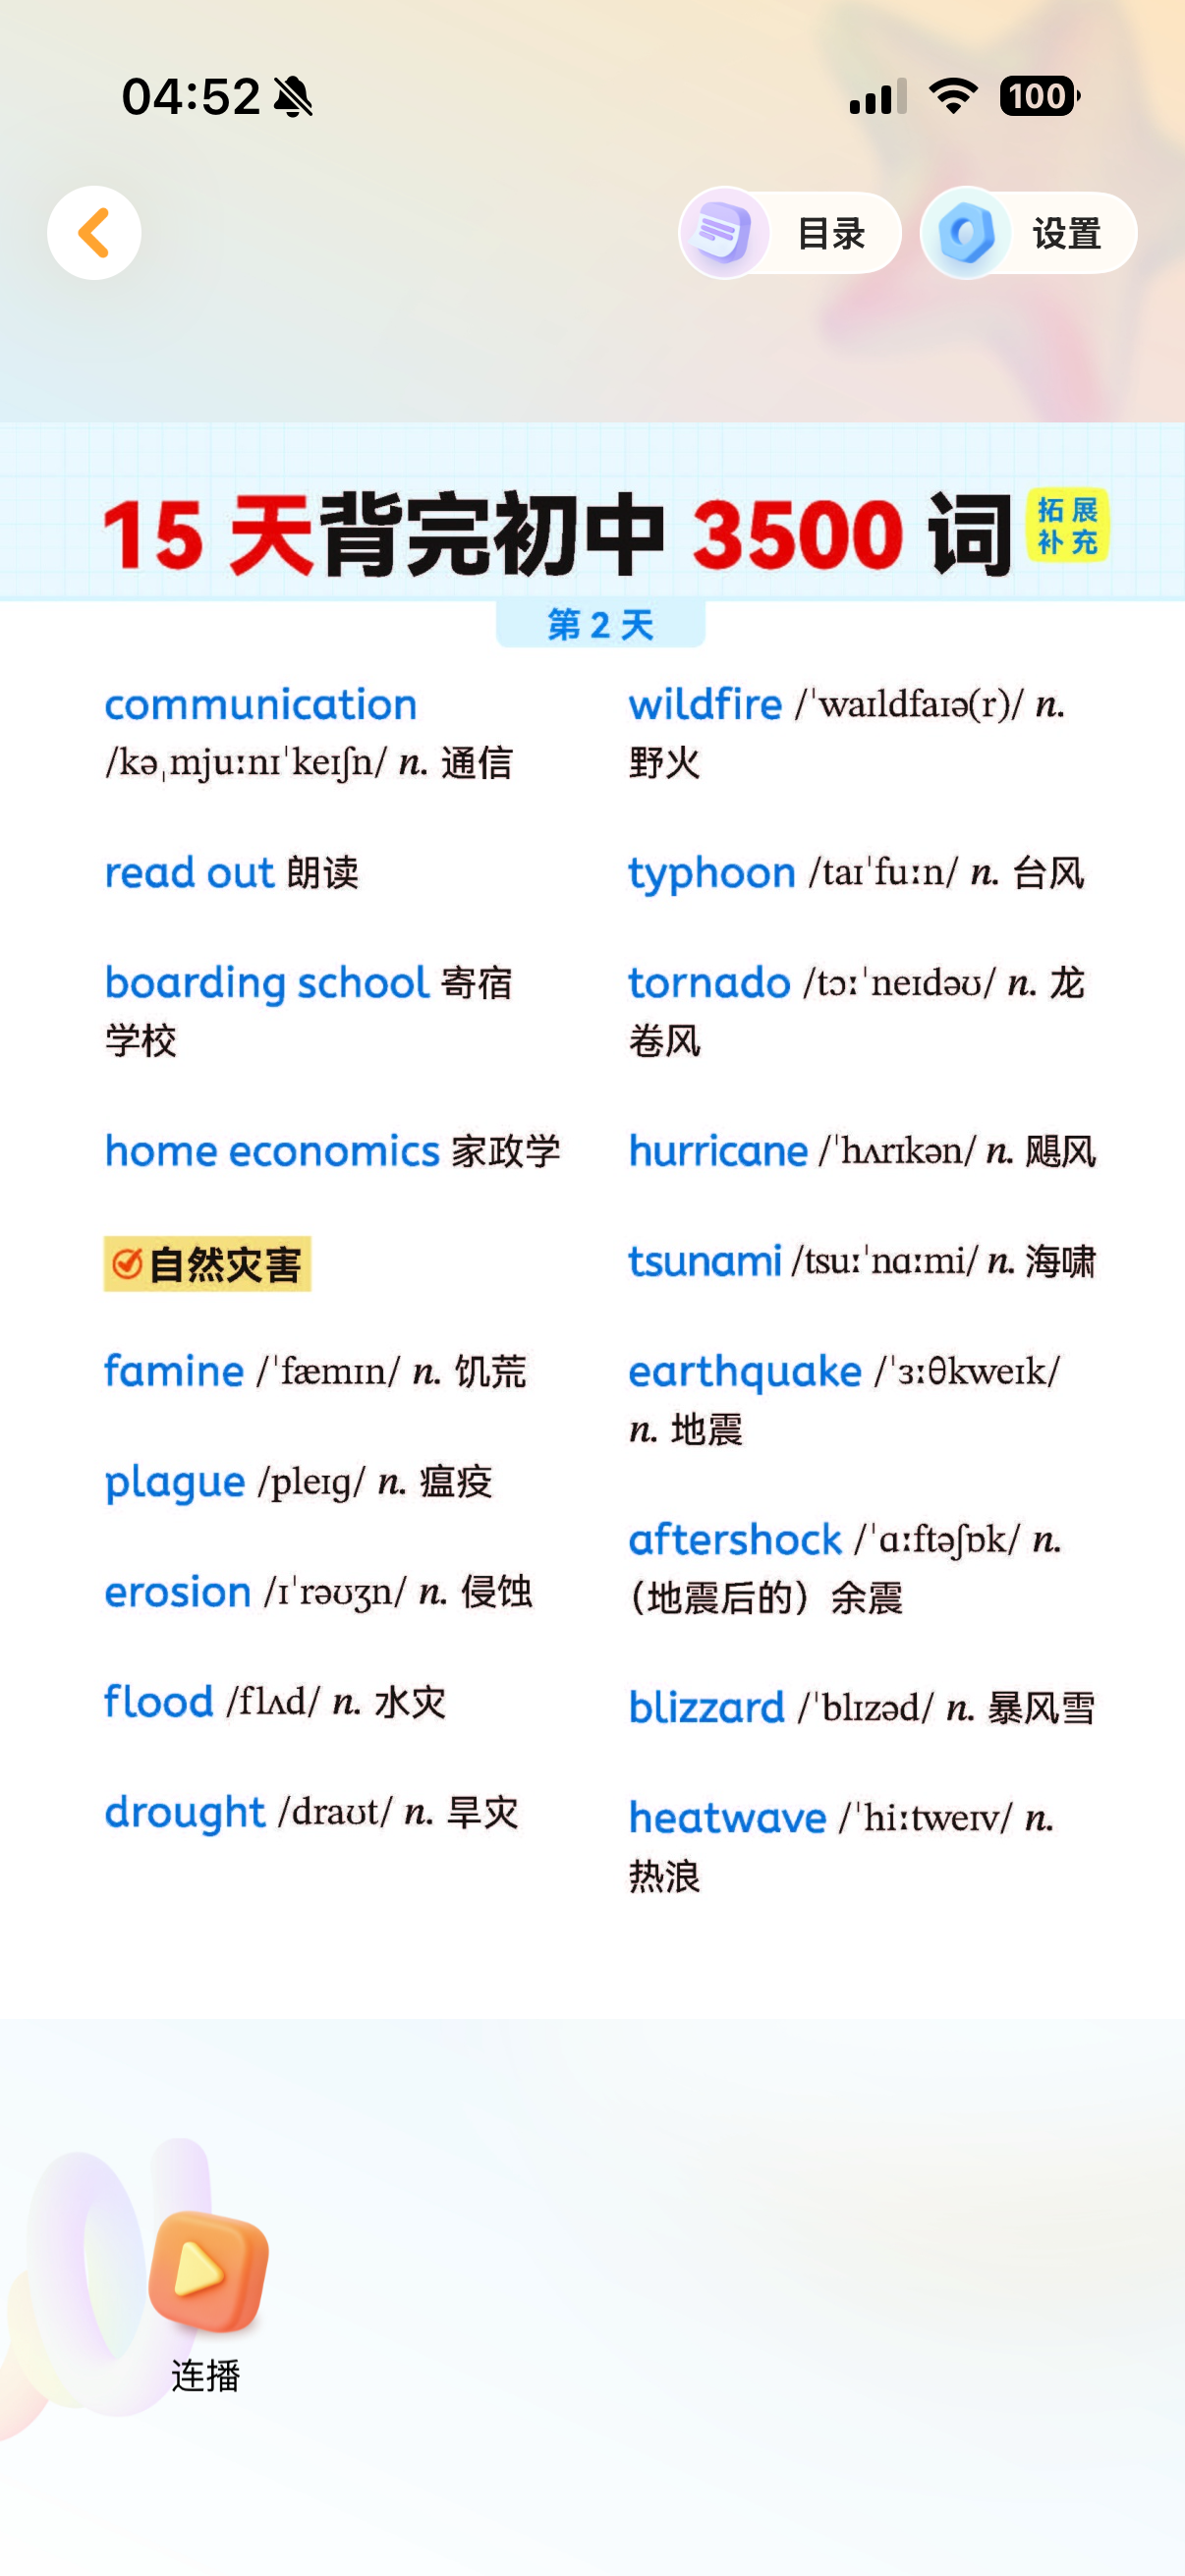 04:52
100
目录
设置
15 天背完初中 3500 词
拓展
补充
第 2 天
communication
/kəˌmjuːnɪˈkeɪʃn/ n. 通信
read out 朗读
boarding school 寄宿
学校
home economics 家政学
自然灾害
famine /ˈfæmɪn/ n. 饥荒
plague /pleɪɡ/ n. 瘟疫
erosion /ɪˈrəʊʒn/ n. 侵蚀
flood /flʌd/ n. 水灾
drought /draʊt/ n. 旱灾
wildfire /ˈwaɪldfaɪə(r)/ n.
野火
typhoon /taɪˈfuːn/ n. 台风
tornado /tɔːˈneɪdəʊ/ n. 龙
卷风
hurricane /ˈhʌrɪkən/ n. 飓风
tsunami /tsuːˈnɑːmi/ n. 海啸
earthquake /ˈɜːθkweɪk/
n. 地震
aftershock /ˈɑːftəʃɒk/ n.
（地震后的）余震
blizzard /ˈblɪzəd/ n. 暴风雪
heatwave /ˈhiːtweɪv/ n.
热浪
连播